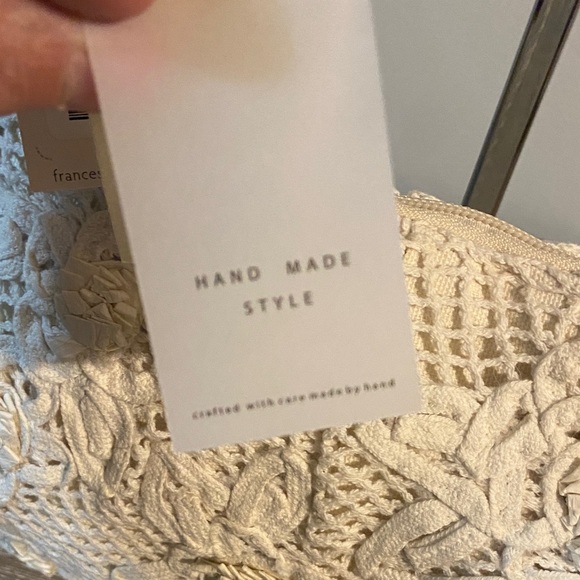 frances
HAND MADE
STYLE
crafted with care made by hand